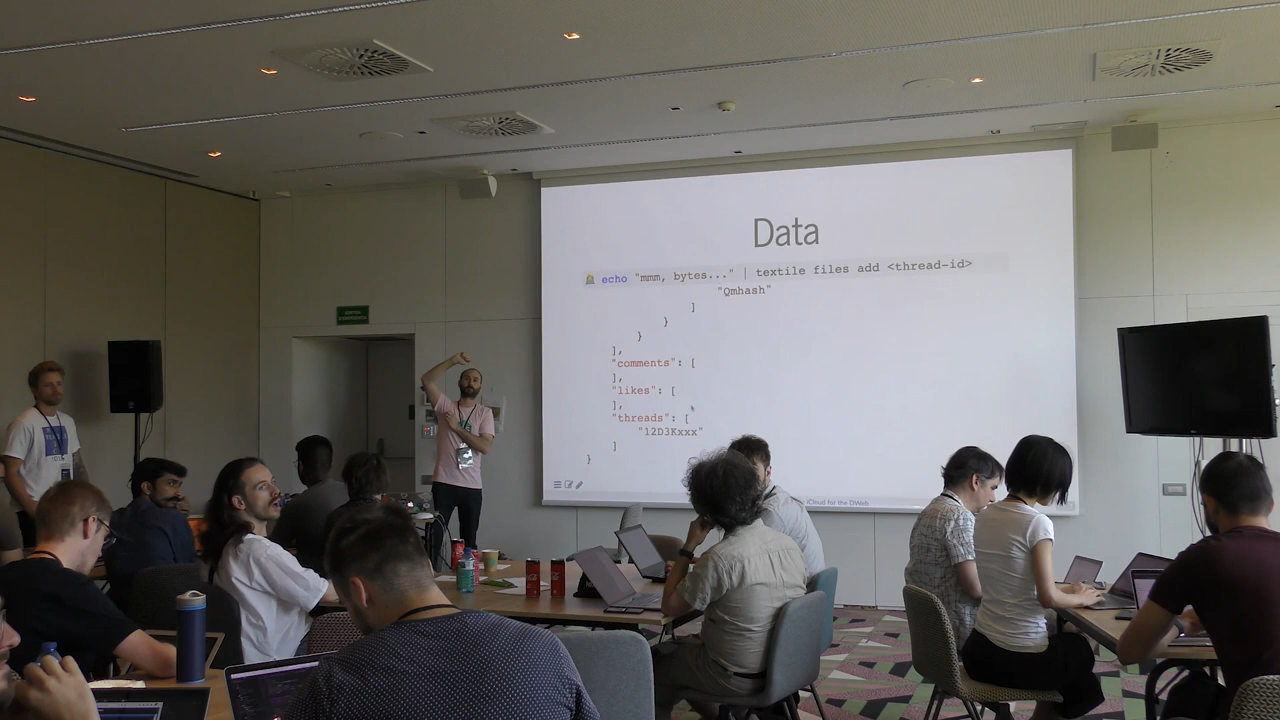 Data
echo "mmm, bytes..." | textile files add <thread-id>
"Qmhash"
]
}
}
],
"comments": [
],
"likes": [
],
"threads": [
"12D3Kxxx"
]
}
iCloud for the DWeb